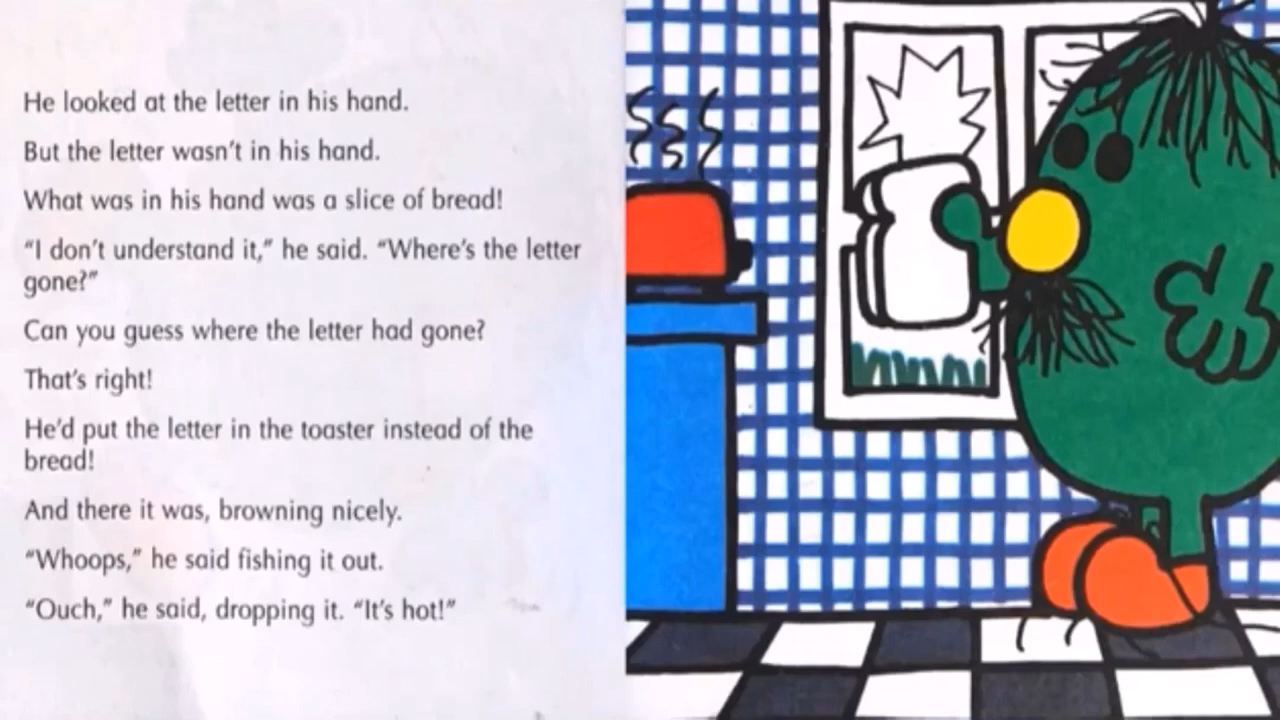 He looked at the letter in his hand.
But the letter wasn't in his hand.
What was in his hand was a slice of bread!
“I don't understand it,” he said. “Where's the letter
gone?”
Can you guess where the letter had gone?
That's right!
He'd put the letter in the toaster instead of the
bread!
And there it was, browning nicely.
“Whoops,” he said fishing it out.
“Ouch,” he said, dropping it. “It's hot!”